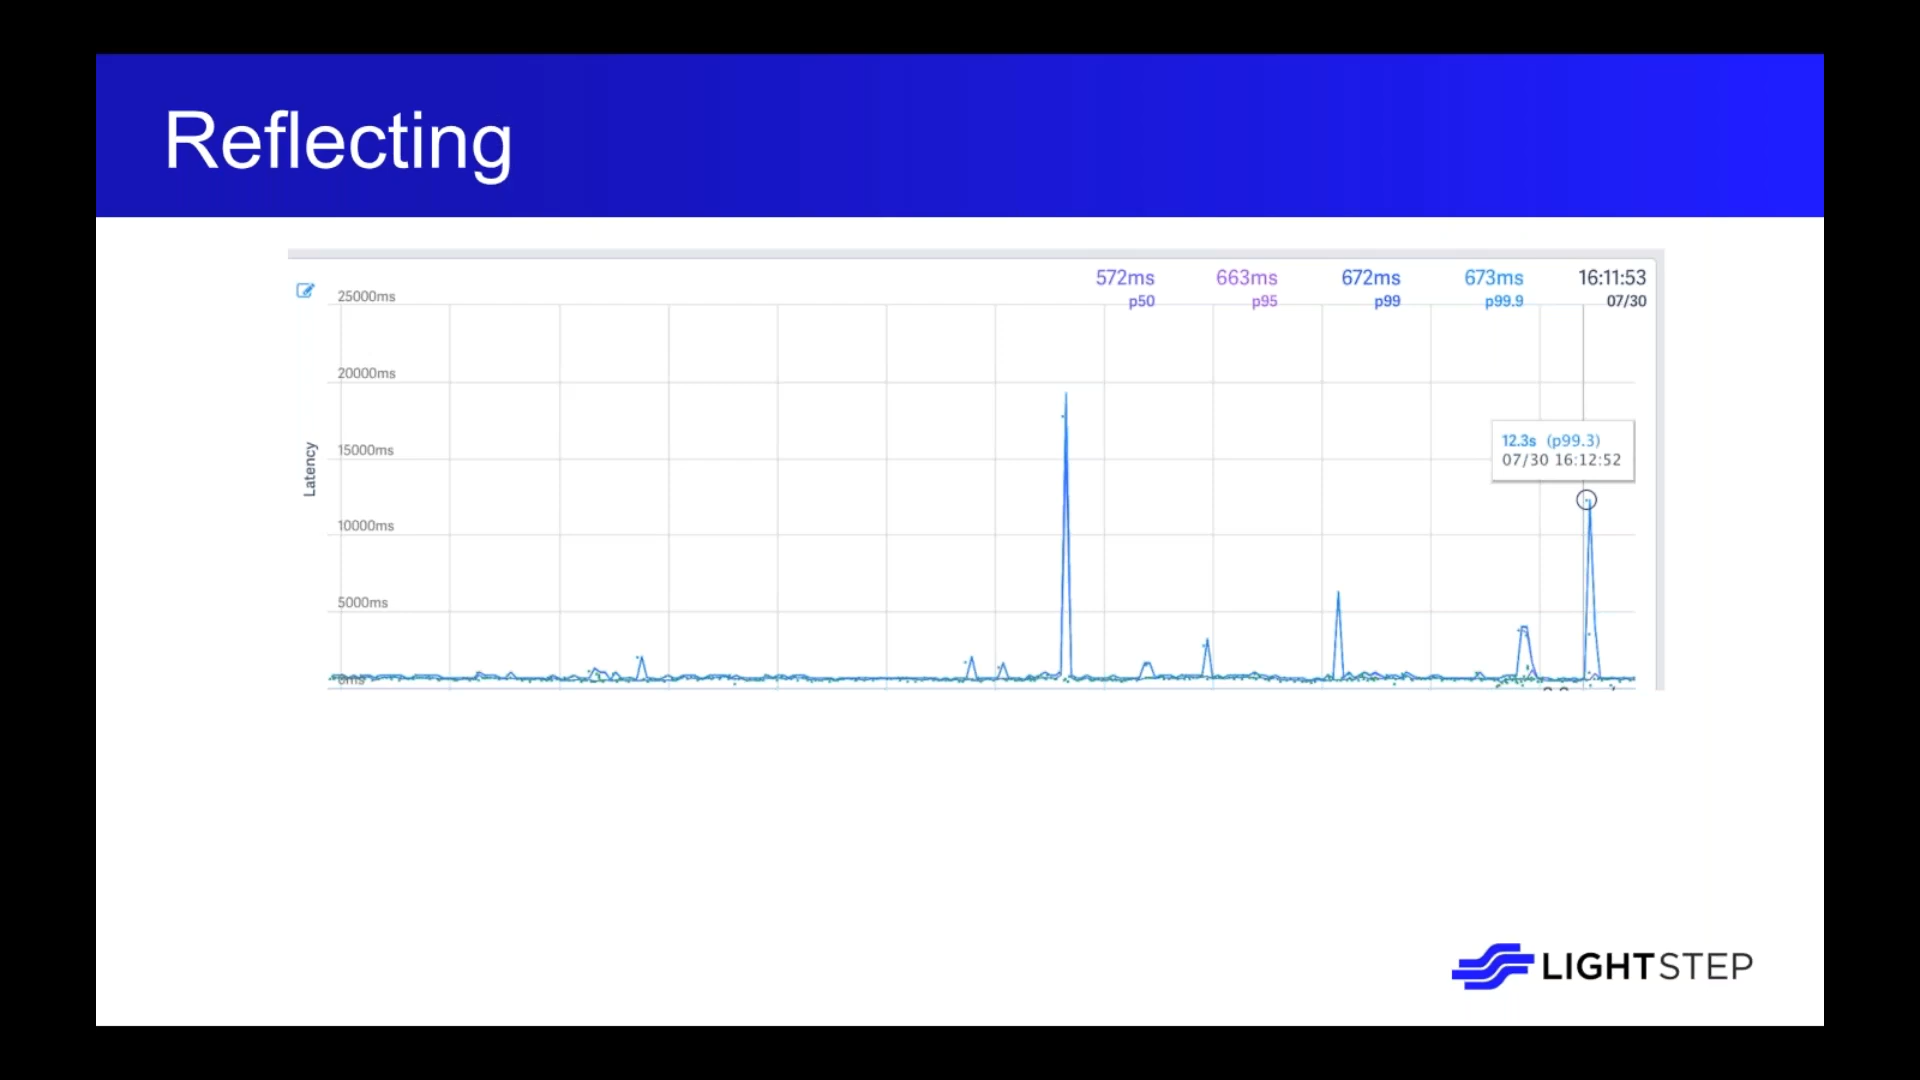 Reflecting
572ms 663ms 672ms 673ms 16:11:53
p50 p95 p99 p99.9 07/30
25000ms
20000ms
15000ms
10000ms
5000ms
0ms
Latency
12.3s (p99.3)
07/30 16:12:52
LIGHTSTEP